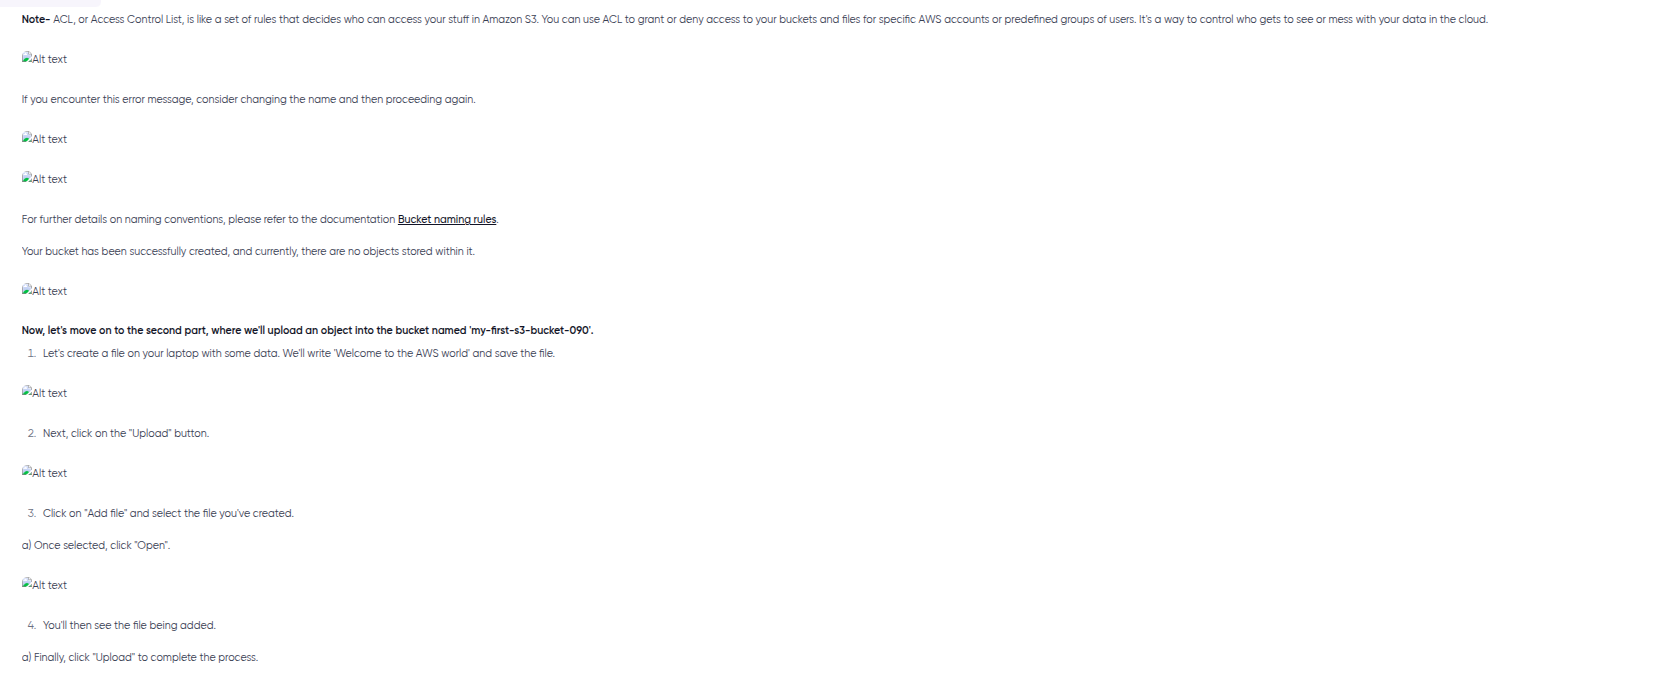 Note- ACL, or Access Control List, is like a set of rules that decides who can access your stuff in Amazon S3. You can use ACL to grant or deny access to your buckets and files for specific AWS accounts or predefined groups of users. It's a way to control who gets to see or mess with your data in the cloud.
Alt text
If you encounter this error message, consider changing the name and then proceeding again.
Alt text
Alt text
For further details on naming conventions, please refer to the documentation Bucket naming rules.
Your bucket has been successfully created, and currently, there are no objects stored within it.
Alt text
Now, let's move on to the second part, where we'll upload an object into the bucket named 'my-first-s3-bucket-090'.
1. Let's create a file on your laptop with some data. We'll write 'Welcome to the AWS world' and save the file.
Alt text
2. Next, click on the "Upload" button.
Alt text
3. Click on "Add file" and select the file you've created.
a) Once selected, click "Open".
Alt text
4. You'll then see the file being added.
a) Finally, click "Upload" to complete the process.